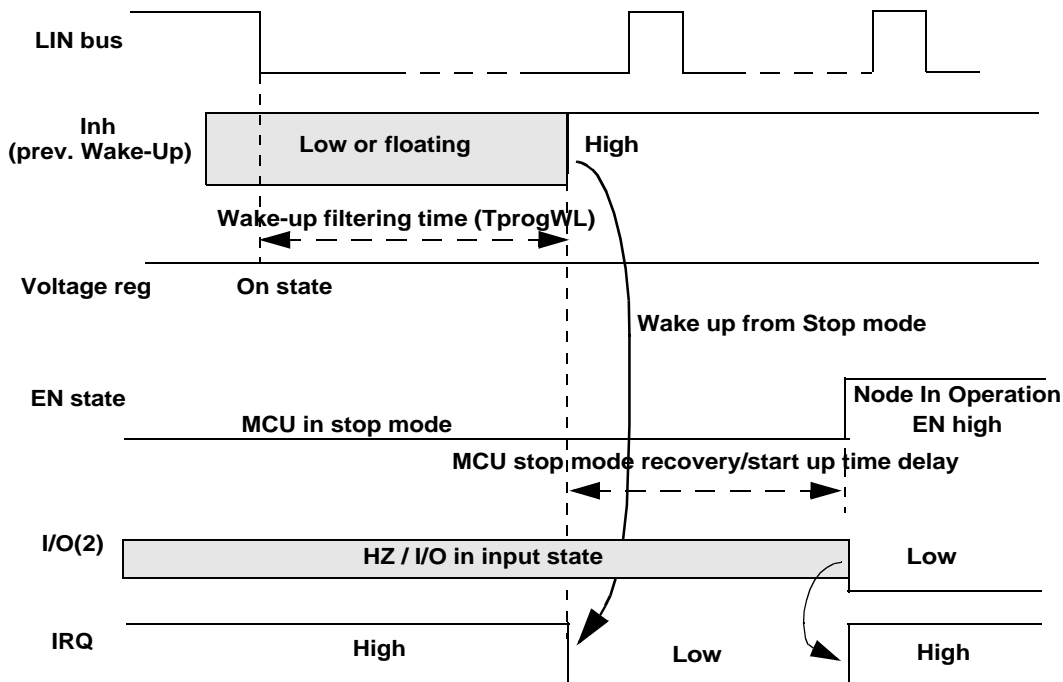 LIN bus
Inh
(prev. Wake-Up)
Low or floating
High
Wake-up filtering time (TprogWL)
Voltage reg
On state
Wake up from Stop mode
EN state
Node In Operation
EN high
MCU in stop mode
MCU stop mode recovery/start up time delay
I/O(2)
HZ / I/O in input state
Low
IRQ
High
Low
High